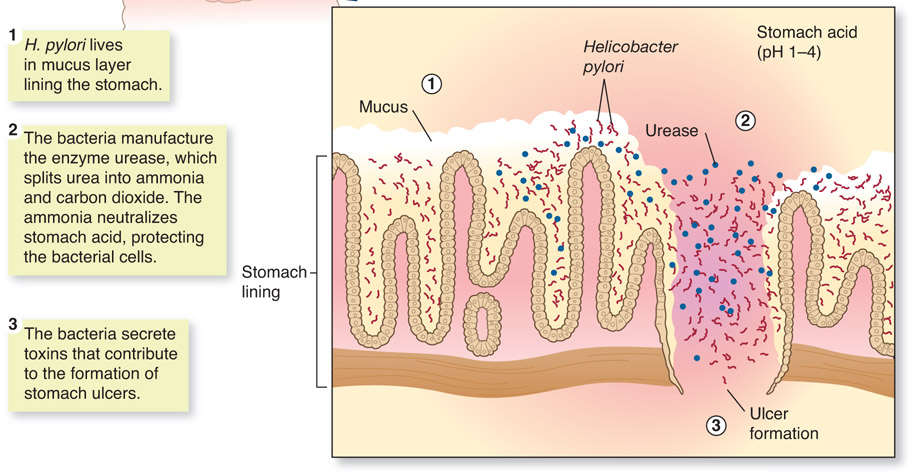 1
H. pylori lives
in mucus layer
lining the stomach.
2
The bacteria manufacture
the enzyme urease, which
splits urea into ammonia
and carbon dioxide. The
ammonia neutralizes
stomach acid, protecting
the bacterial cells.
3
The bacteria secrete
toxins that contribute
to the formation of
stomach ulcers.
Stomach acid
(pH 1–4)
Helicobacter
pylori
1
Mucus
2
Urease
Stomach
lining
3
Ulcer
formation